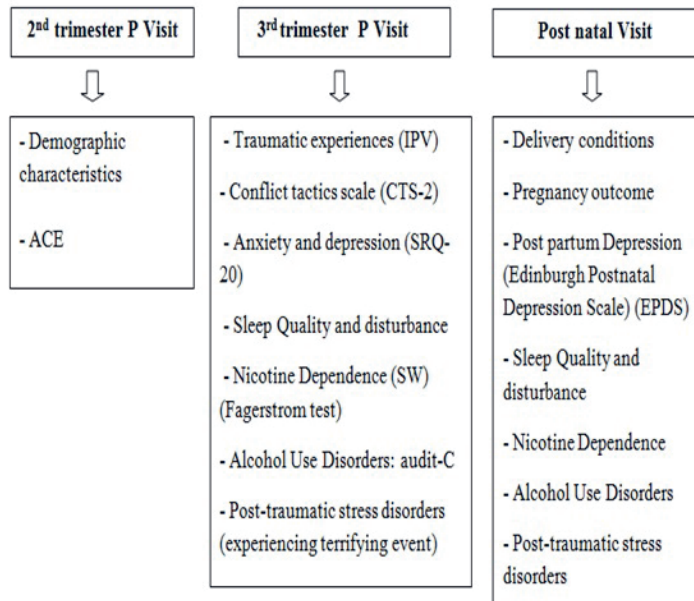 2nd trimester P Visit
- Demographic
characteristics
- ACE
3rd trimester P Visit
- Traumatic experiences (IPV)
- Conflict tactics scale (CTS-2)
- Anxiety and depression (SRQ-
20)
- Sleep Quality and disturbance
- Nicotine Dependence (SW)
(Fagerstrom test)
- Alcohol Use Disorders: audit-C
- Post-traumatic stress disorders
(experiencing terrifying event)
Post natal Visit
- Delivery conditions
- Pregnancy outcome
- Post partum Depression
(Edinburgh Postnatal
Depression Scale) (EPDS)
- Sleep Quality and
disturbance
- Nicotine Dependence
- Alcohol Use Disorders
- Post-traumatic stress
disorders